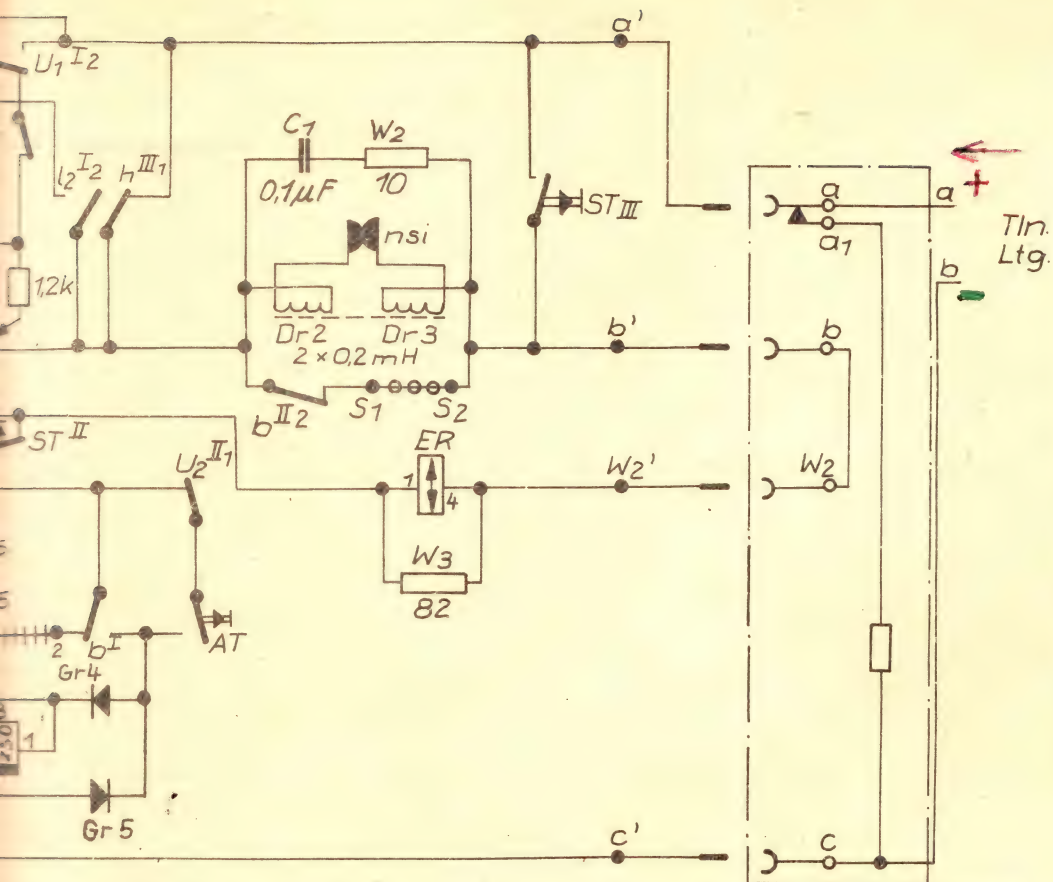 a'
U1 I2
C1
W2
0,1µF
10
l2 I2
h III1
nsi
ST III
a
a
a1
+
Tln.
Ltg.
b
1,2k
Dr2
Dr3
2 × 0,2 mH
b'
b
b II2
S1
S2
ST II
U2 II1
ER
1
4
W2'
W2
W3
82
2
b I
AT
Gr4
230
1
Gr 5
c'
c